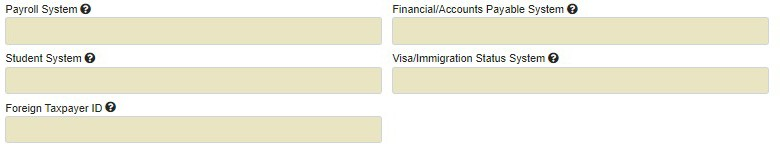 Payroll System ?
Financial/Accounts Payable System ?
Student System ?
Visa/Immigration Status System ?
Foreign Taxpayer ID ?